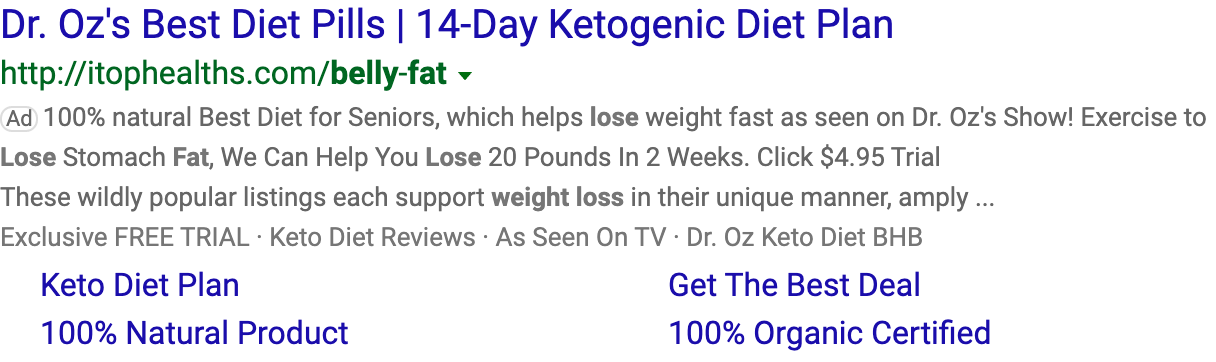 Dr. Oz's Best Diet Pills | 14-Day Ketogenic Diet Plan
http://itophealths.com/belly-fat
Ad 100% natural Best Diet for Seniors, which helps lose weight fast as seen on Dr. Oz's Show! Exercise to
Lose Stomach Fat, We Can Help You Lose 20 Pounds In 2 Weeks. Click $4.95 Trial
These wildly popular listings each support weight loss in their unique manner, amply ...
Exclusive FREE TRIAL · Keto Diet Reviews · As Seen On TV · Dr. Oz Keto Diet BHB
Keto Diet Plan
Get The Best Deal
100% Natural Product
100% Organic Certified